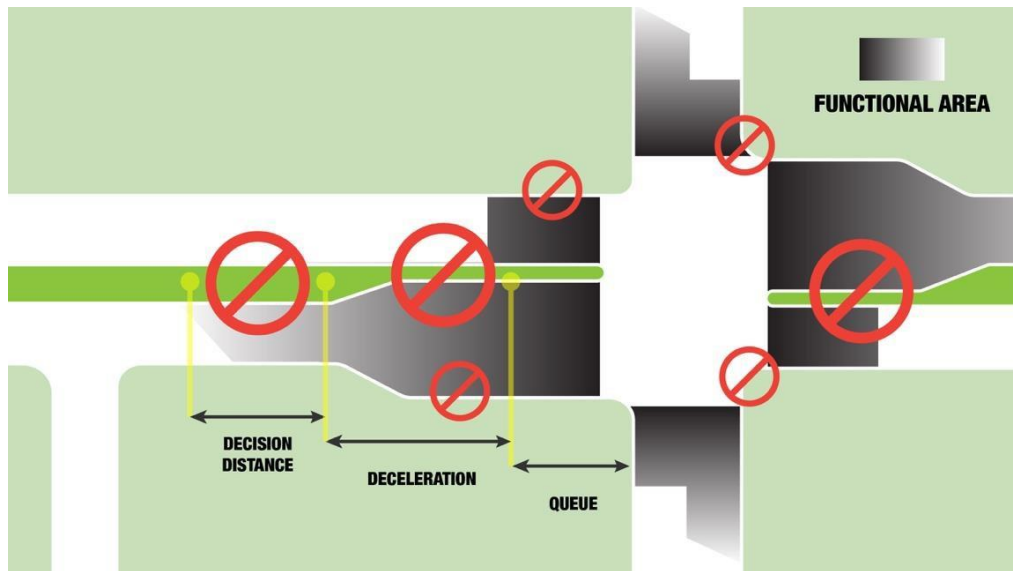 FUNCTIONAL AREA
DECISION
DISTANCE
DECELERATION
QUEUE